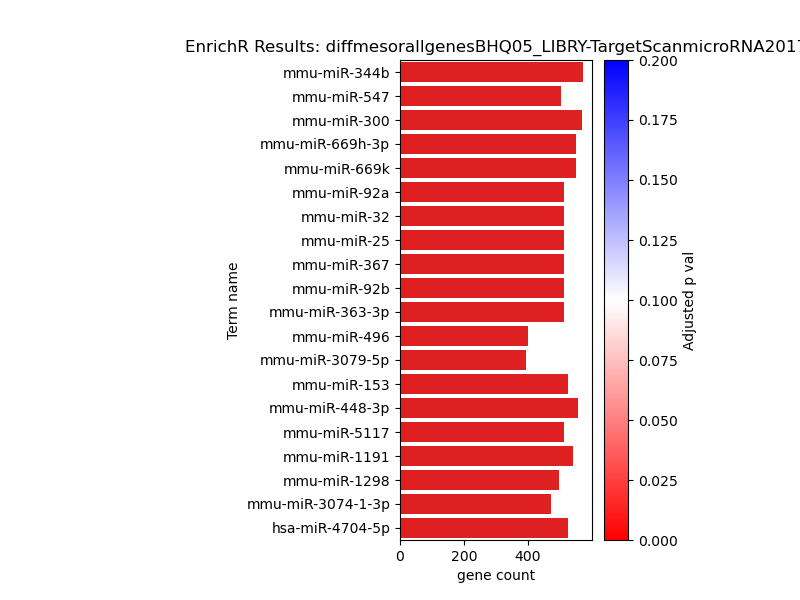 EnrichR Results: diffmesorallgenesBHQ05_LIBRY-TargetScanmicroRNA2017
Term name
mmu-miR-344b
mmu-miR-547
mmu-miR-300
mmu-miR-669h-3p
mmu-miR-669k
mmu-miR-92a
mmu-miR-32
mmu-miR-25
mmu-miR-367
mmu-miR-92b
mmu-miR-363-3p
mmu-miR-496
mmu-miR-3079-5p
mmu-miR-153
mmu-miR-448-3p
mmu-miR-5117
mmu-miR-1191
mmu-miR-1298
mmu-miR-3074-1-3p
hsa-miR-4704-5p
0 200 400
gene count
0.200
0.175
0.150
0.125
0.100
0.075
0.050
0.025
0.000
Adjusted p val